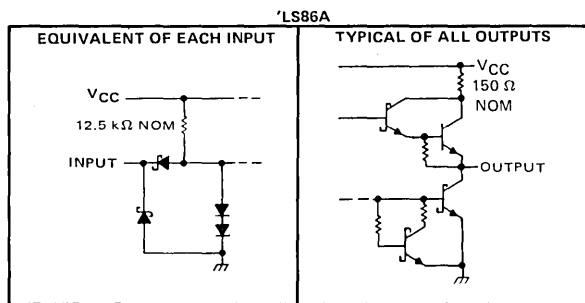 'LS86A
EQUIVALENT OF EACH INPUT
VCC
12.5 kΩ NOM
INPUT
TYPICAL OF ALL OUTPUTS
VCC
150 Ω
NOM
OUTPUT